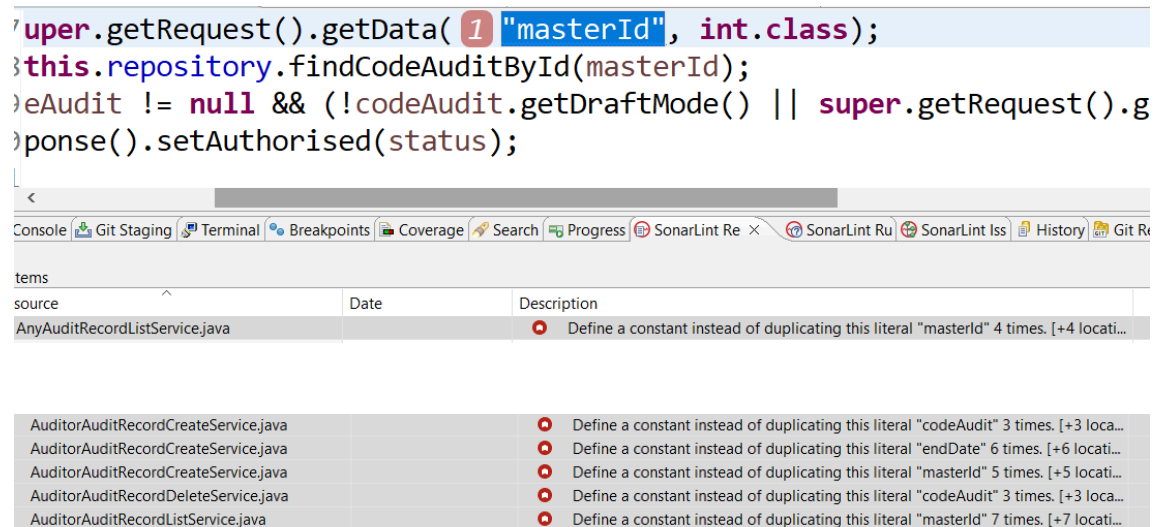 uper.getRequest().getData( 1 "masterId", int.class);
this.repository.findCodeAuditById(masterId);
eAudit != null && (!codeAudit.getDraftMode() || super.getRequest().g
ponse().setAuthorised(status);
Console Git Staging Terminal Breakpoints Coverage Search Progress SonarLint Re SonarLint Ru SonarLint Iss History Git Re
tems
source Date Description
AnyAuditRecordListService.java Define a constant instead of duplicating this literal "masterId" 4 times. [+4 locati...
AuditorAuditRecordCreateService.java Define a constant instead of duplicating this literal "codeAudit" 3 times. [+3 loca...
AuditorAuditRecordCreateService.java Define a constant instead of duplicating this literal "endDate" 6 times. [+6 locati...
AuditorAuditRecordCreateService.java Define a constant instead of duplicating this literal "masterId" 5 times. [+5 locati...
AuditorAuditRecordDeleteService.java Define a constant instead of duplicating this literal "codeAudit" 3 times. [+3 loca...
AuditorAuditRecordListService.java Define a constant instead of duplicating this literal "masterId" 7 times. [+7 locati...